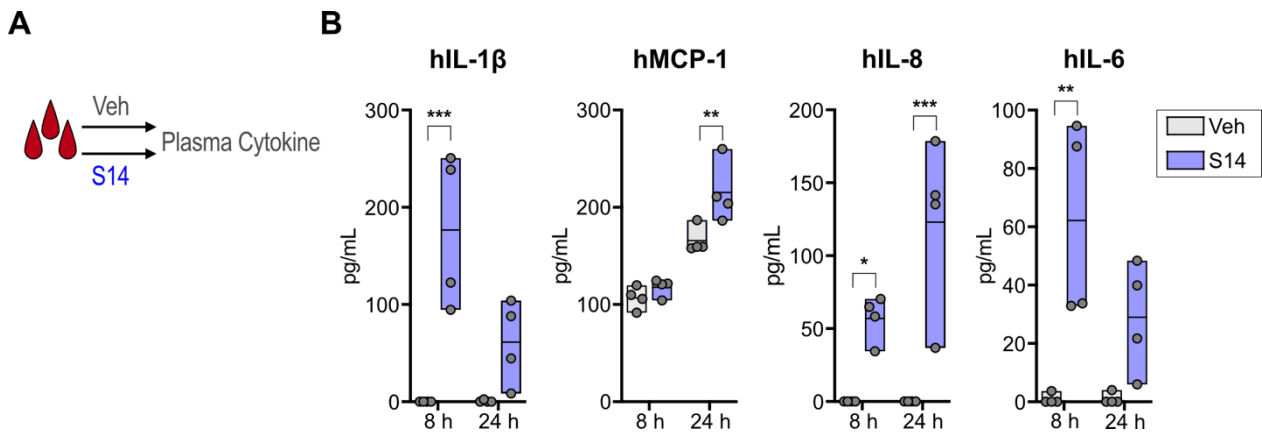 A
Veh
S14
Plasma Cytokine
B
hIL-1β
300
200
100
0
pg/mL
***
8 h
24 h
hMCP-1
300
200
100
0
pg/mL
**
8 h
24 h
hIL-8
200
150
100
50
0
pg/mL
*
***
8 h
24 h
hIL-6
100
80
60
40
20
0
pg/mL
**
8 h
24 h
Veh
S14